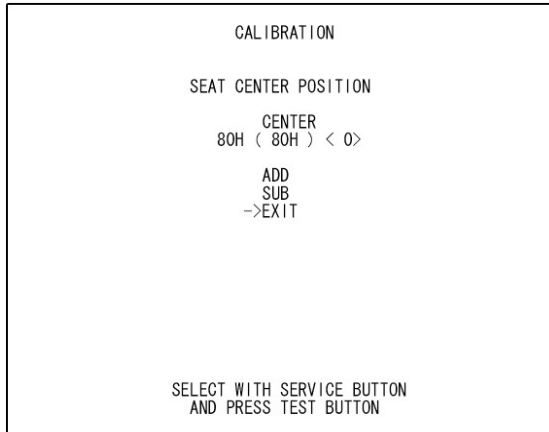 CALIBRATION
SEAT CENTER POSITION
CENTER
80H ( 80H ) < 0>
ADD
SUB
->EXIT
SELECT WITH SERVICE BUTTON
AND PRESS TEST BUTTON